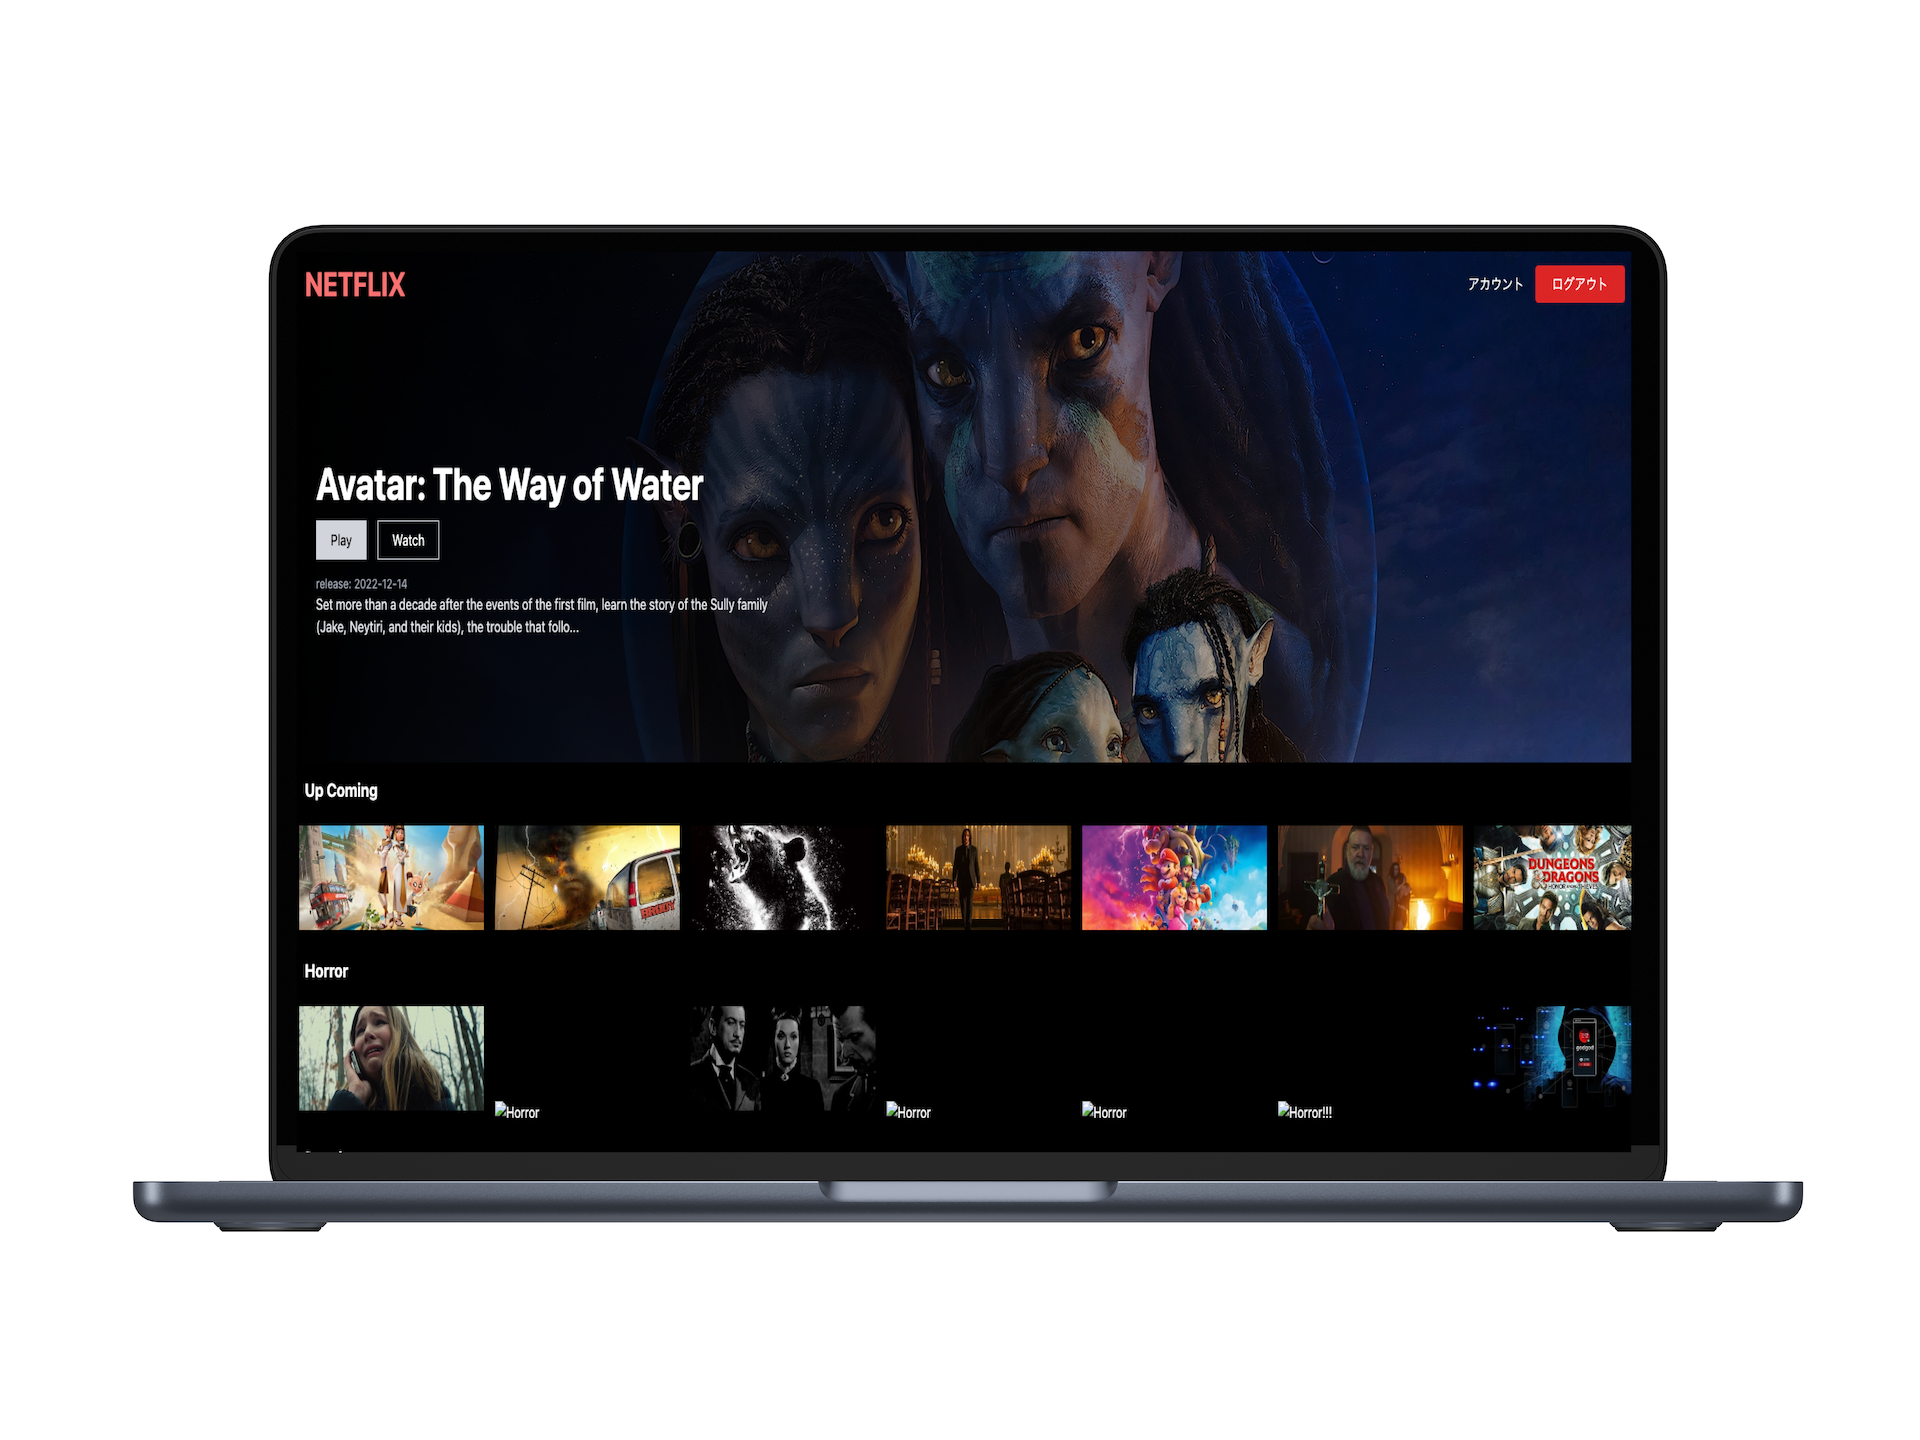 NETFLIX
アカウント
ログアウト
Avatar: The Way of Water
Play
Watch
release: 2022-12-14
Set more than a decade after the events of the first film, learn the story of the Sully family
(Jake, Neytiri, and their kids), the trouble that follo...
Up Coming
DUNGEONS
& DRAGONS
HONOR AMONG THIEVES
Horror
Horror
Horror
Horror
Horror!!!